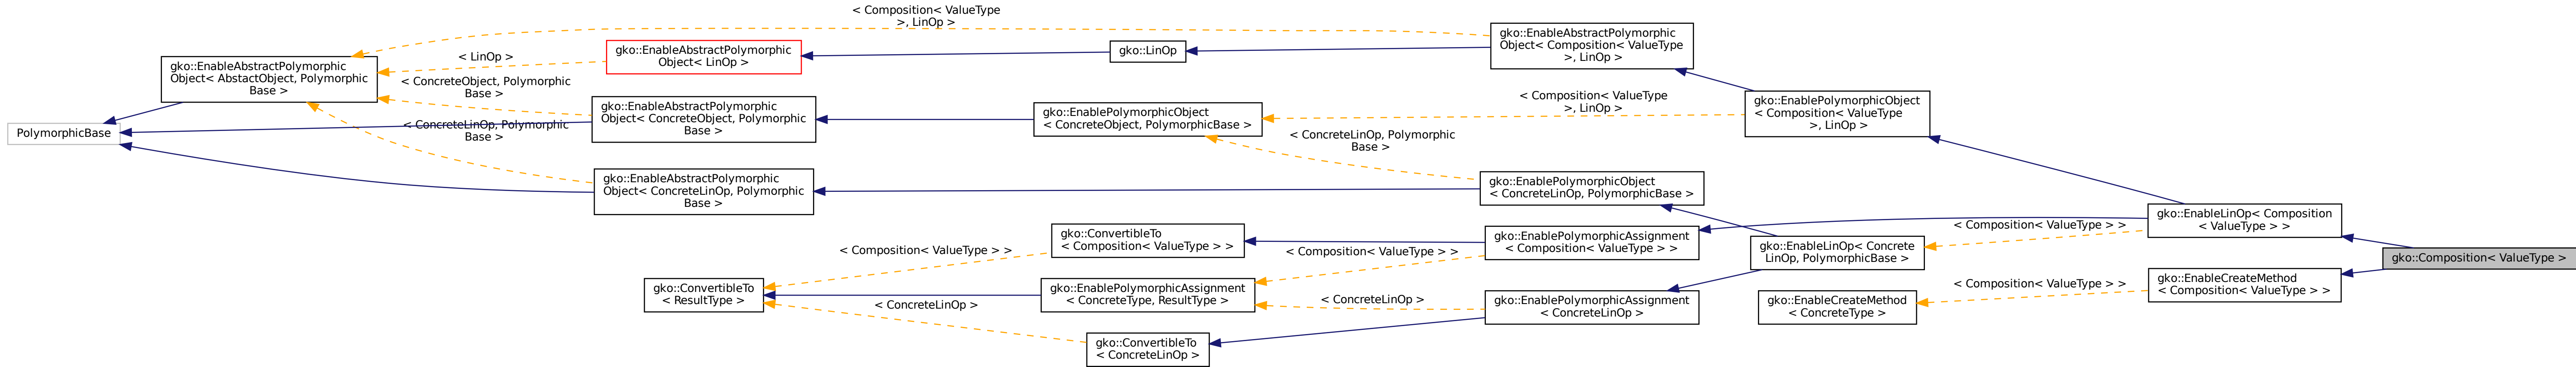 < Composition< ValueType
>, LinOp >
gko::EnableAbstractPolymorphic
Object< Composition< ValueType
>, LinOp >
gko::EnableAbstractPolymorphic
Object< LinOp >
gko::LinOp
< LinOp >
gko::EnableAbstractPolymorphic
Object< AbstactObject, Polymorphic
Base >
< ConcreteObject, Polymorphic
Base >
gko::EnableAbstractPolymorphic
Object< ConcreteObject, Polymorphic
Base >
gko::EnablePolymorphicObject
< ConcreteObject, PolymorphicBase >
< Composition< ValueType
>, LinOp >
gko::EnablePolymorphicObject
< Composition< ValueType
>, LinOp >
PolymorphicBase
< ConcreteLinOp, Polymorphic
Base >
< ConcreteLinOp, Polymorphic
Base >
gko::EnableAbstractPolymorphic
Object< ConcreteLinOp, Polymorphic
Base >
gko::EnablePolymorphicObject
< ConcreteLinOp, PolymorphicBase >
gko::ConvertibleTo
< Composition< ValueType > >
gko::EnablePolymorphicAssignment
< Composition< ValueType > >
gko::EnableLinOp< Concrete
LinOp, PolymorphicBase >
< Composition< ValueType > >
gko::EnableLinOp< Composition
< ValueType > >
gko::Composition< ValueType >
< Composition< ValueType > >
< Composition< ValueType > >
gko::ConvertibleTo
< ResultType >
gko::EnablePolymorphicAssignment
< ConcreteType, ResultType >
< ConcreteLinOp >
< ConcreteLinOp >
gko::EnablePolymorphicAssignment
< ConcreteLinOp >
gko::EnableCreateMethod
< ConcreteType >
< Composition< ValueType > >
gko::EnableCreateMethod
< Composition< ValueType > >
gko::ConvertibleTo
< ConcreteLinOp >